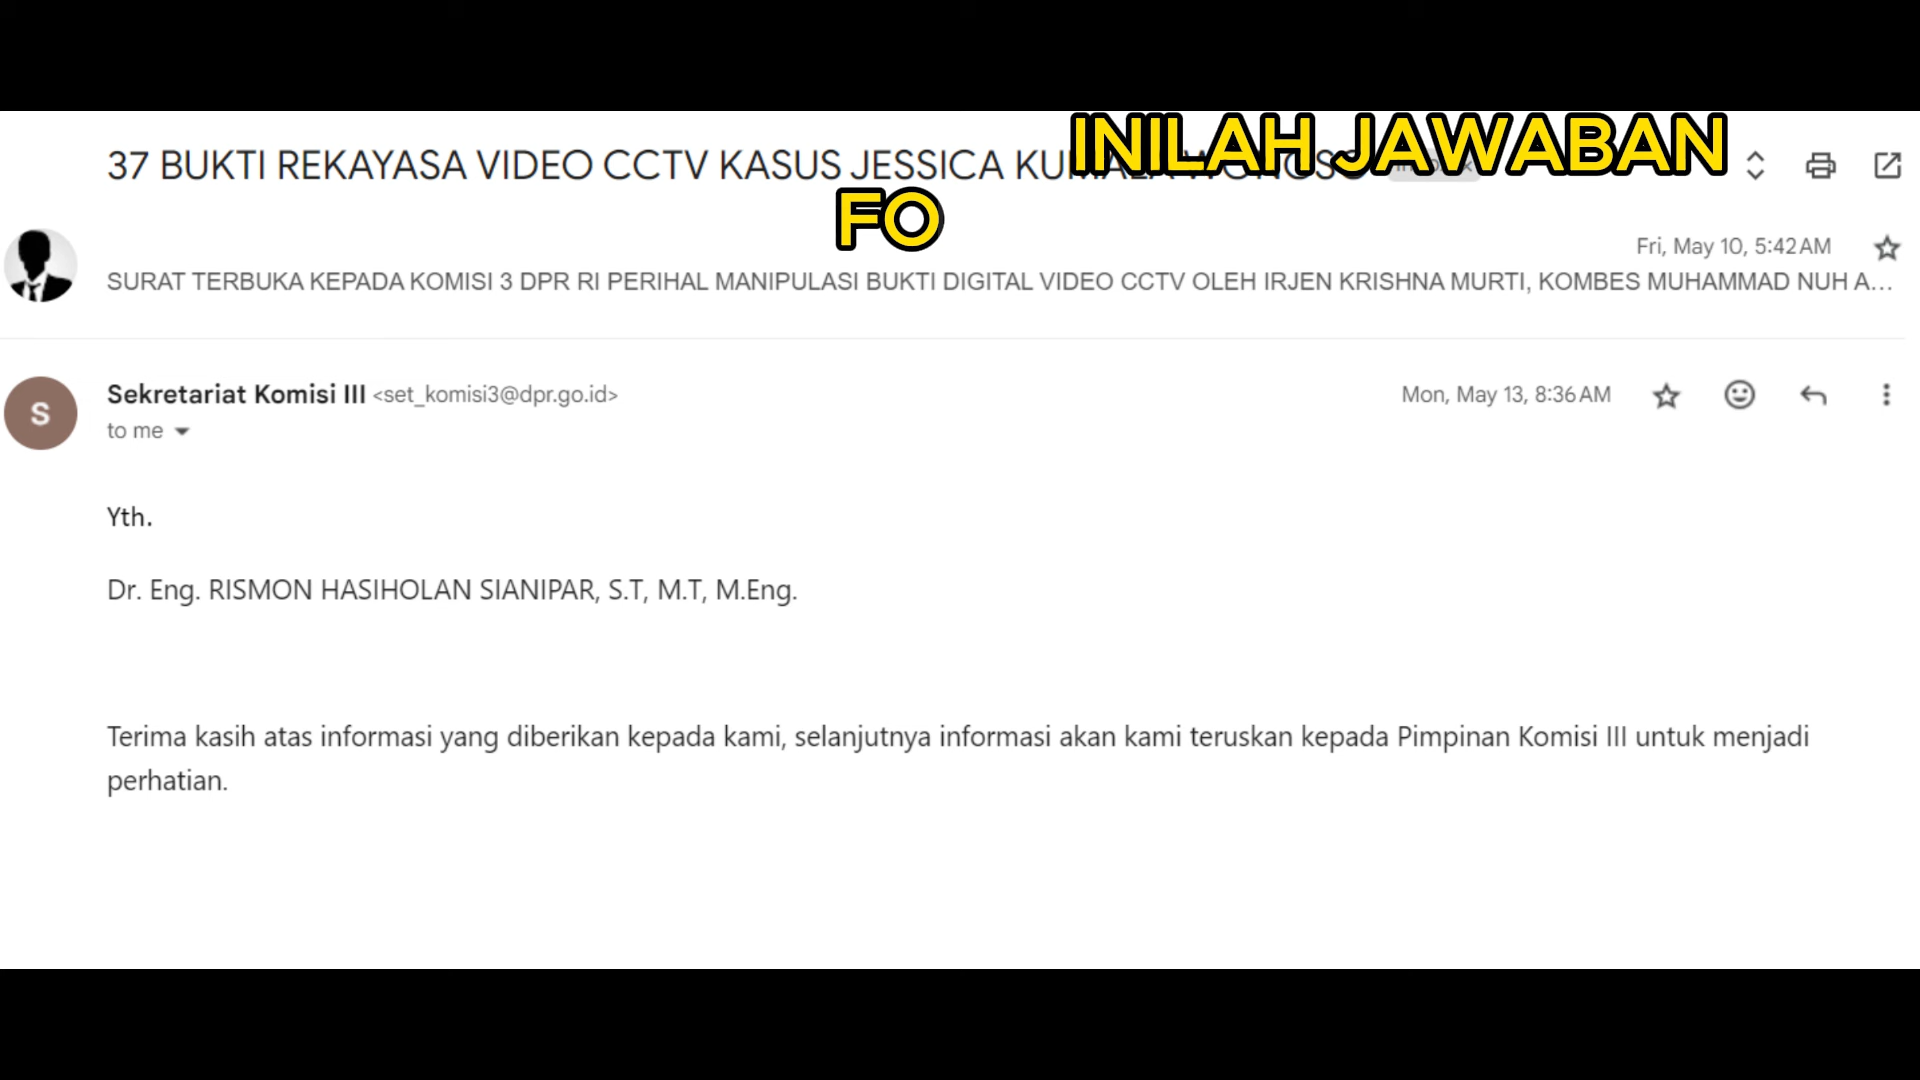 INILAH JAWABAN
37 BUKTI REKAYASA VIDEO CCTV KASUS JESSICA
FO
Fri, May 10, 5:42 AM
SURAT TERBUKA KEPADA KOMISI 3 DPR RI PERIHAL MANIPULASI BUKTI DIGITAL VIDEO CCTV OLEH IRJEN KRISHNA MURTI, KOMBES MUHAMMAD NUH A...
S
Sekretariat Komisi III <set_komisi3@dpr.go.id>
Mon, May 13, 8:36 AM
to me
Yth.
Dr. Eng. RISMON HASIHOLAN SIANIPAR, S.T, M.T, M.Eng.
Terima kasih atas informasi yang diberikan kepada kami, selanjutnya informasi akan kami teruskan kepada Pimpinan Komisi III untuk menjadi
perhatian.